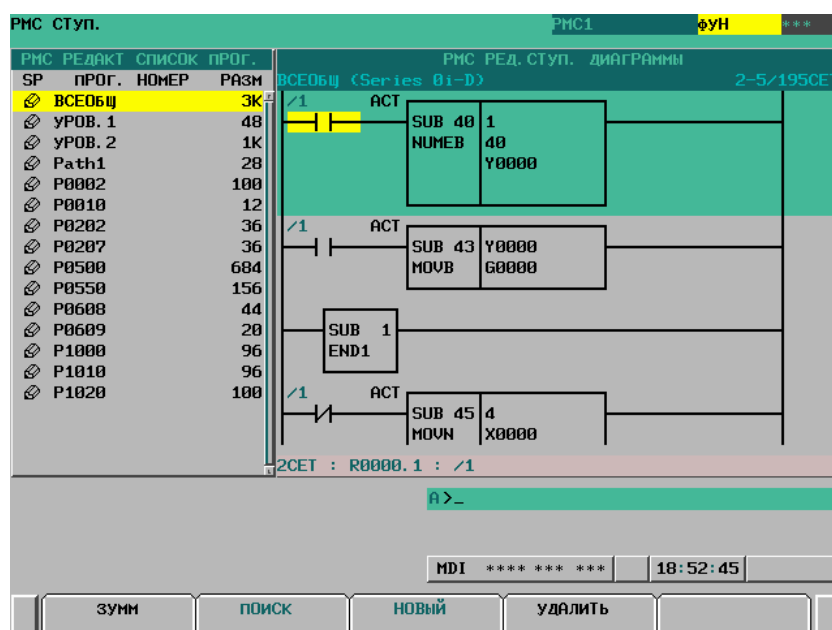 РМС СТУП. РМС1 ФУН ***
РМС РЕДАКТ СПИСОК ПРОГ. РМС РЕД.СТУП. ДИАГРАММЫ
SP ПРОГ. НОМЕР РАЗМ ВСЕОБЩ (Series 0i-D) 2-5/195СЕТ
ВСЕОБЩ 3K /1 ACT
УРОВ.1 48 SUB 40 1
УРОВ.2 1K NUMEB 40
Path1 28 Y0000
P0002 100
P0010 12
P0202 36 /1 ACT
P0207 36 SUB 43 Y0000
P0500 684 MOVB G0000
P0550 156
P0608 44
P0609 20 SUB 1
P1000 96 END1
P1010 96
P1020 100 /1 ACT
SUB 45 4
MOVN X0000
2СЕТ : R0000.1 : /1
A>_
MDI **** *** *** 18:52:45
ЗУММ ПОИСК НОВЫЙ УДАЛИТЬ